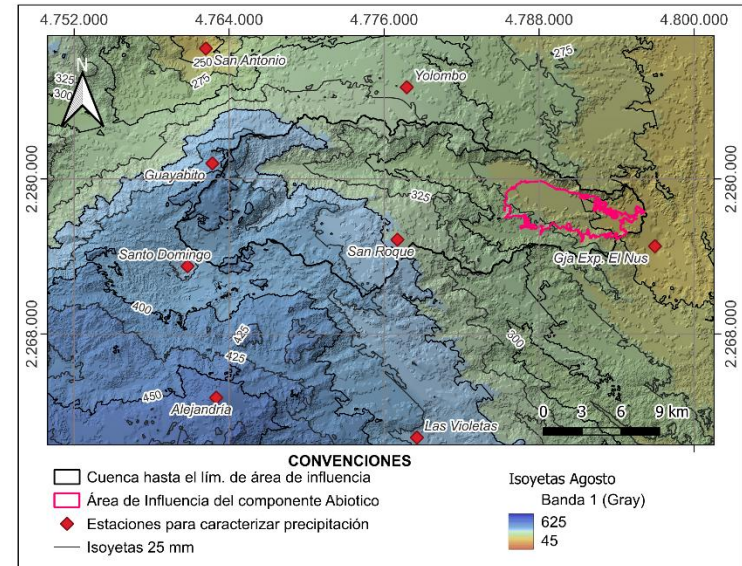 4.752.000 4.764.000 4.776.000 4.788.000 4.800.000
275
250 San Antonio
275
325
300
N
Yolombo
2.280.000 2.280.000
Guayabito
325
San Roque
Santo Domingo
Gja Exp. El Nus
400
425
300
2.268.000 2.268.000
425
450
Alejandría
Las Violetas
0 3 6 9 km
CONVENCIONES
Cuenca hasta el lím. de área de influencia
Área de Influencia del componente Abiotico
Estaciones para caracterizar precipitación
Isoyetas 25 mm
Isoyetas Agosto
Banda 1 (Gray)
625
45